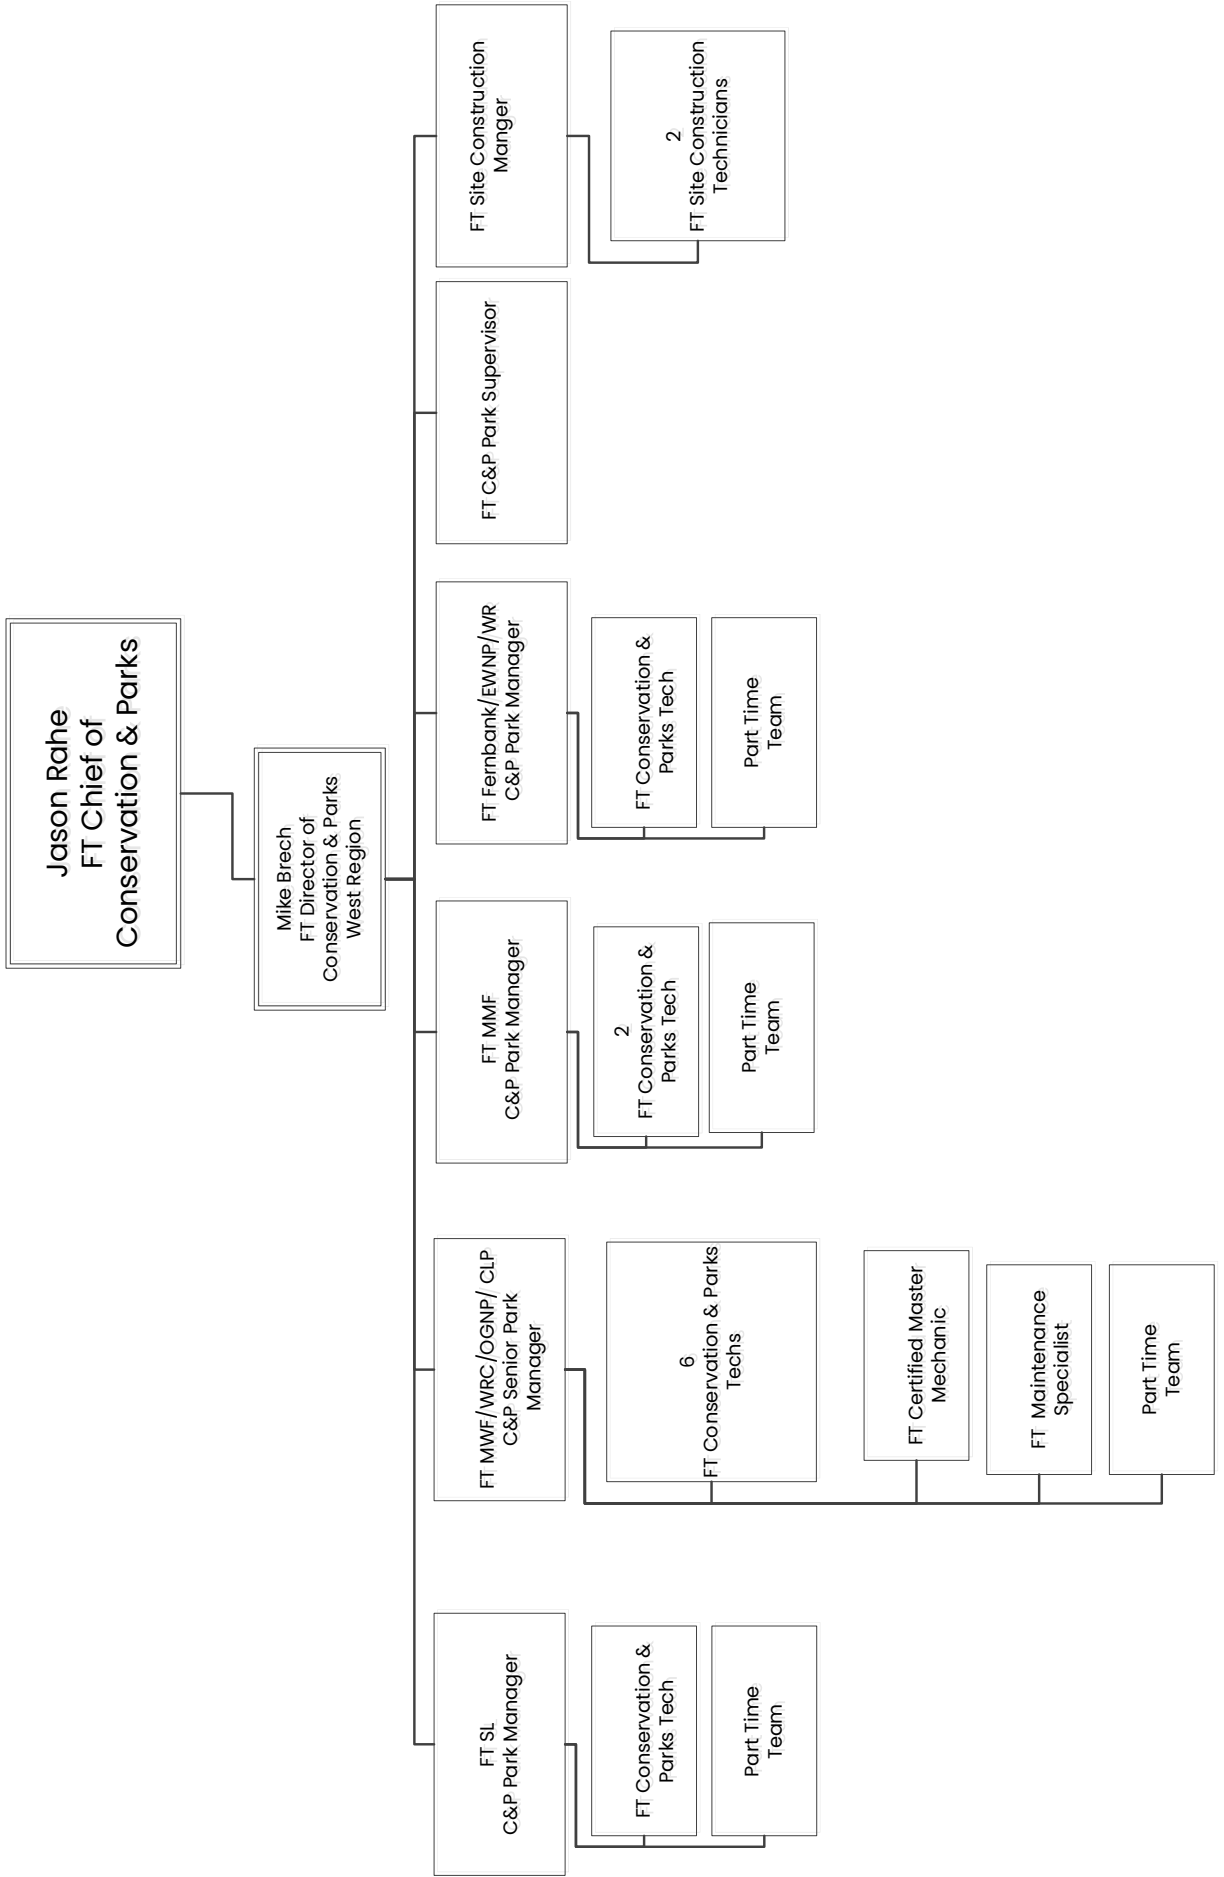 Jason Rahe
FT Chief of
Conservation & Parks
Mike Brech
FT Director of
Conservation & Parks
West Region
FT SL
C&P Park Manager
FT Conservation &
Parks Tech
Part Time
Team
FT MWF/WRC/OGNP/ CLP
C&P Senior Park
Manager
6
FT Conservation & Parks
Techs
FT Certified Master
Mechanic
FT Maintenance
Specialist
Part Time
Team
FT MMF
C&P Park Manager
2
FT Conservation &
Parks Tech
Part Time
Team
FT Fernbank/EWNP/WR
C&P Park Manager
FT Conservation &
Parks Tech
Part Time
Team
FT C&P Park Supervisor
FT Site Construction
Manger
2
FT Site Construction
Technicians